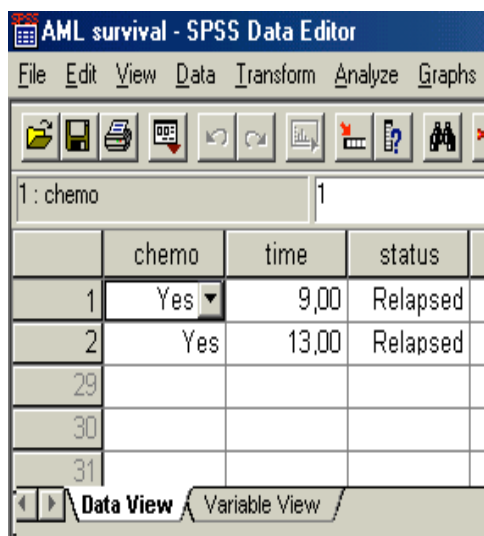 AML survival - SPSS Data Editor
File Edit View Data Transform Analyze Graphs
1 : chemo 1
chemo time status
1 Yes 9,00 Relapsed
2 Yes 13,00 Relapsed
29
30
31
Data View Variable View